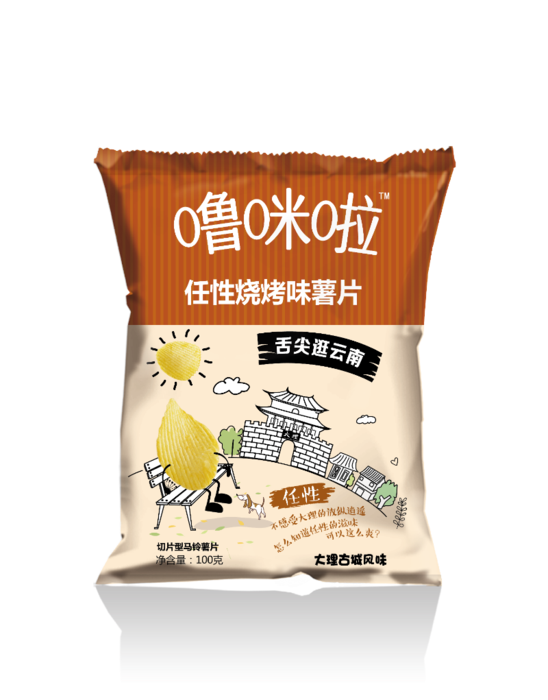 噜咪啦™
任性烧烤味薯片
舌尖逛云南
大理
任性
不感受大理的放纵逍遥
怎么知道任性的滋味
可以这么爽?
切片型马铃薯片
净含量:100克
大理古城风味